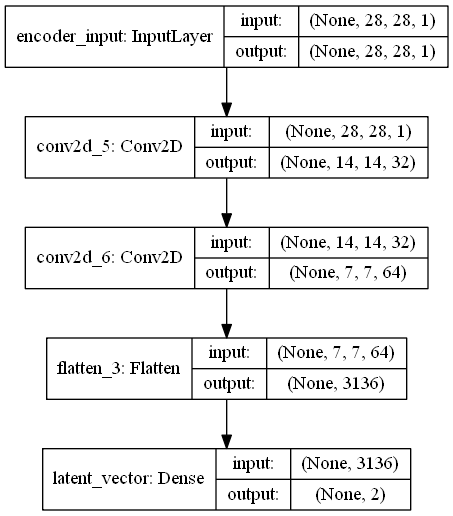 encoder_input: InputLayer
input:
(None, 28, 28, 1)
output:
(None, 28, 28, 1)
conv2d_5: Conv2D
input:
(None, 28, 28, 1)
output:
(None, 14, 14, 32)
conv2d_6: Conv2D
input:
(None, 14, 14, 32)
output:
(None, 7, 7, 64)
flatten_3: Flatten
input:
(None, 7, 7, 64)
output:
(None, 3136)
latent_vector: Dense
input:
(None, 3136)
output:
(None, 2)